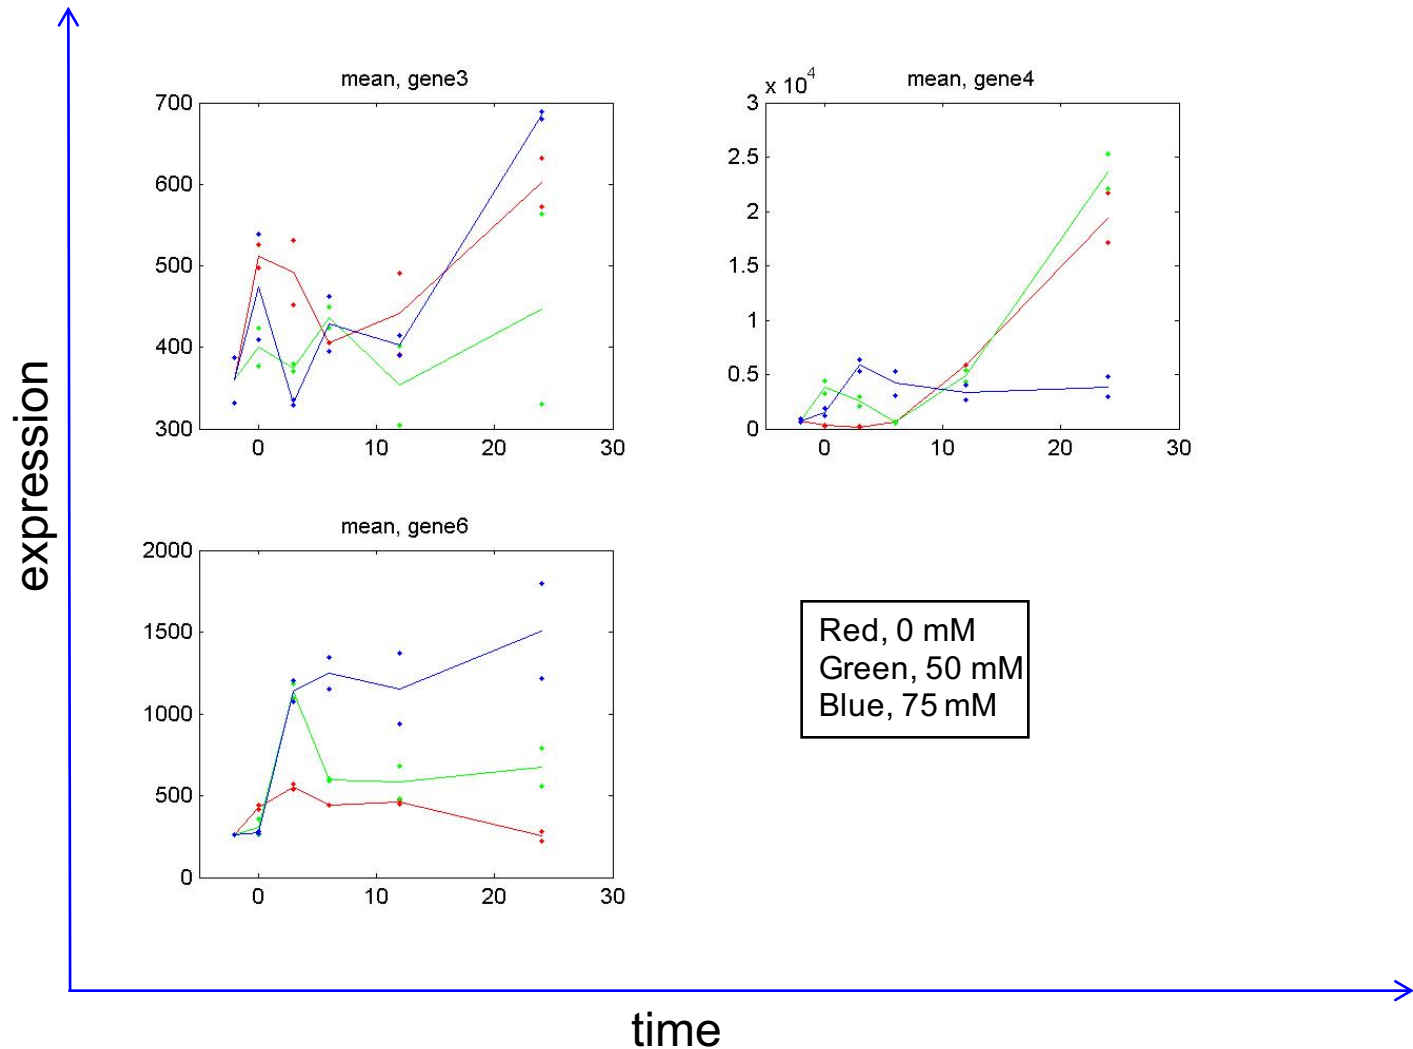 mean, gene3
700
600
500
400
300
0 10 20 30
mean, gene4
x 10^4
3
2.5
2
1.5
1
0.5
0
0 10 20 30
mean, gene6
2000
1500
1000
500
0
0 10 20 30
Red, 0 mM
Green, 50 mM
Blue, 75 mM
expression
time